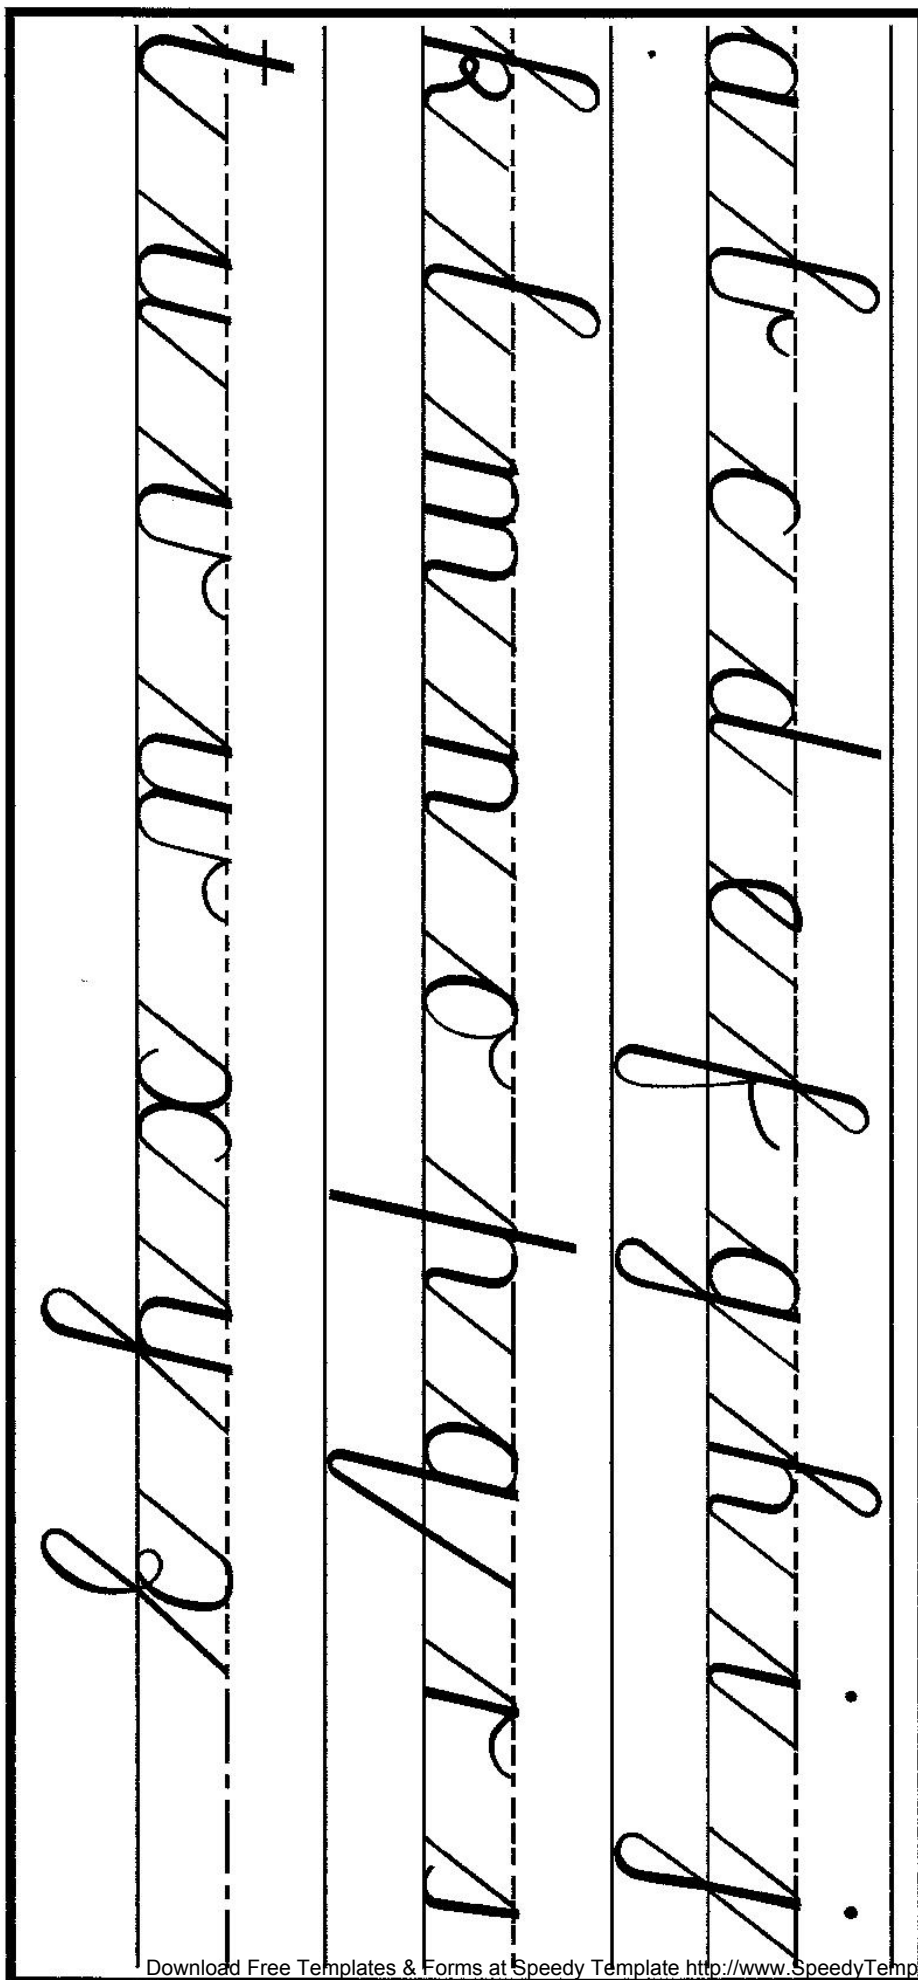 a b c d e f g h i j
k l m n o p q r s
t u v w x y z
Download Free Templates & Forms at Speedy Template http://www.SpeedyTemp